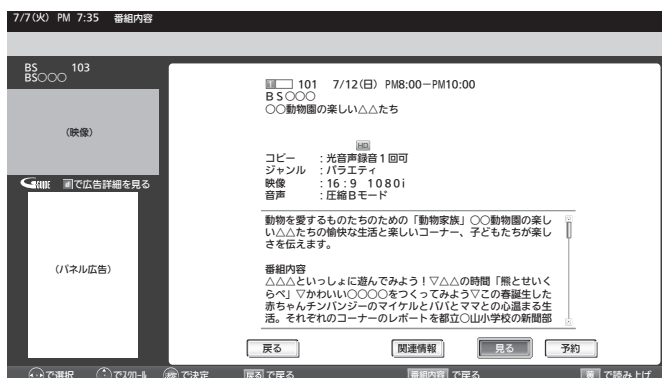 7/7(火) PM 7:35 番組内容
BS 103
BS○○○
(映像)
GUIDE で広告詳細を見る
(パネル広告)
101 7/12(日) PM8:00−PM10:00
BS○○○
○○動物園の楽しい△△たち
HD
コピー :光音声録音1回可
ジャンル :バラエティ
映像 :16:9 1080i
音声 :圧縮Bモード
動物を愛するものたちのための「動物家族」○○動物園の楽し
い△△たちの愉快な生活と楽しいコーナー、子どもたちが楽し
さを伝えます。
番組内容
△△△といっしょに遊んでみよう!▽△△の時間「熊とせいく
らべ」▽かわいい○○○○をつくってみよう▽この春誕生した
赤ちゃんチンパンジーのマイケルとパパとママとの心温まる生
活。それぞれのコーナーのレポートを都立○山小学校の新聞部
戻る 関連情報 見る 予約
で選択 でスクロール 決定 で決定 戻る で戻る 番組内容 で戻る 黄 で読み上げ